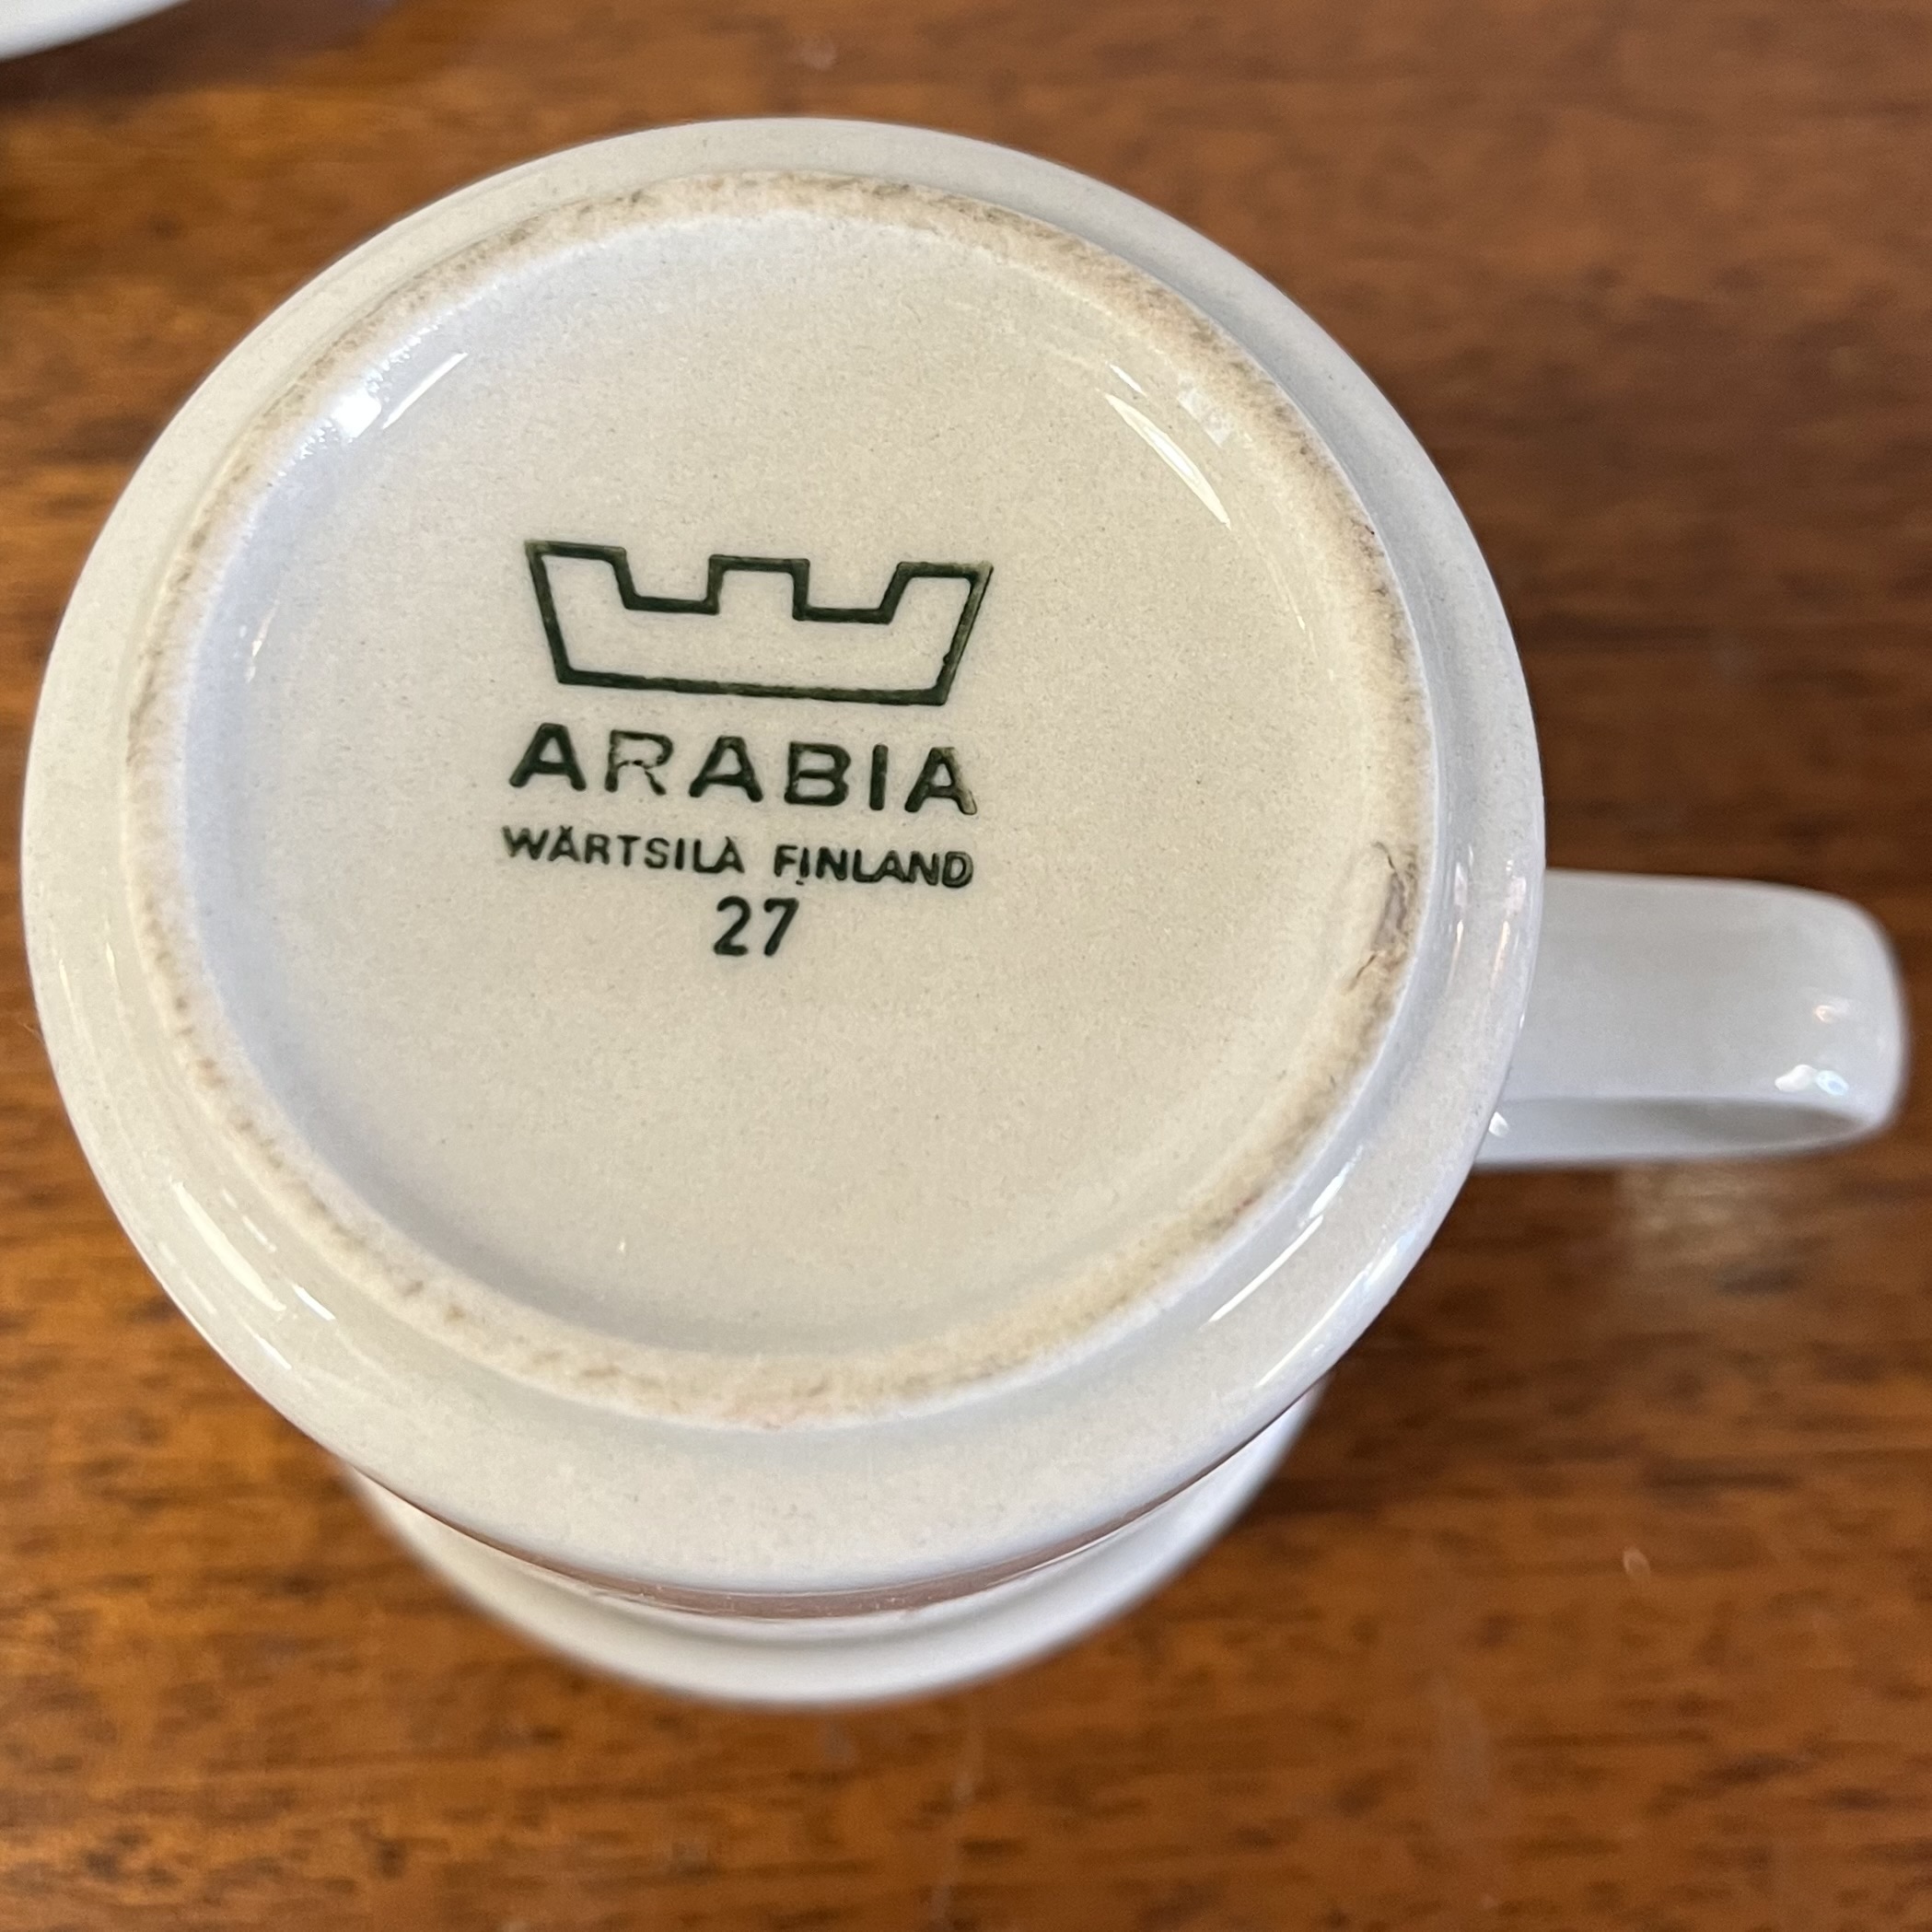 ARABIA
WÄRTSILÄ FINLAND
27